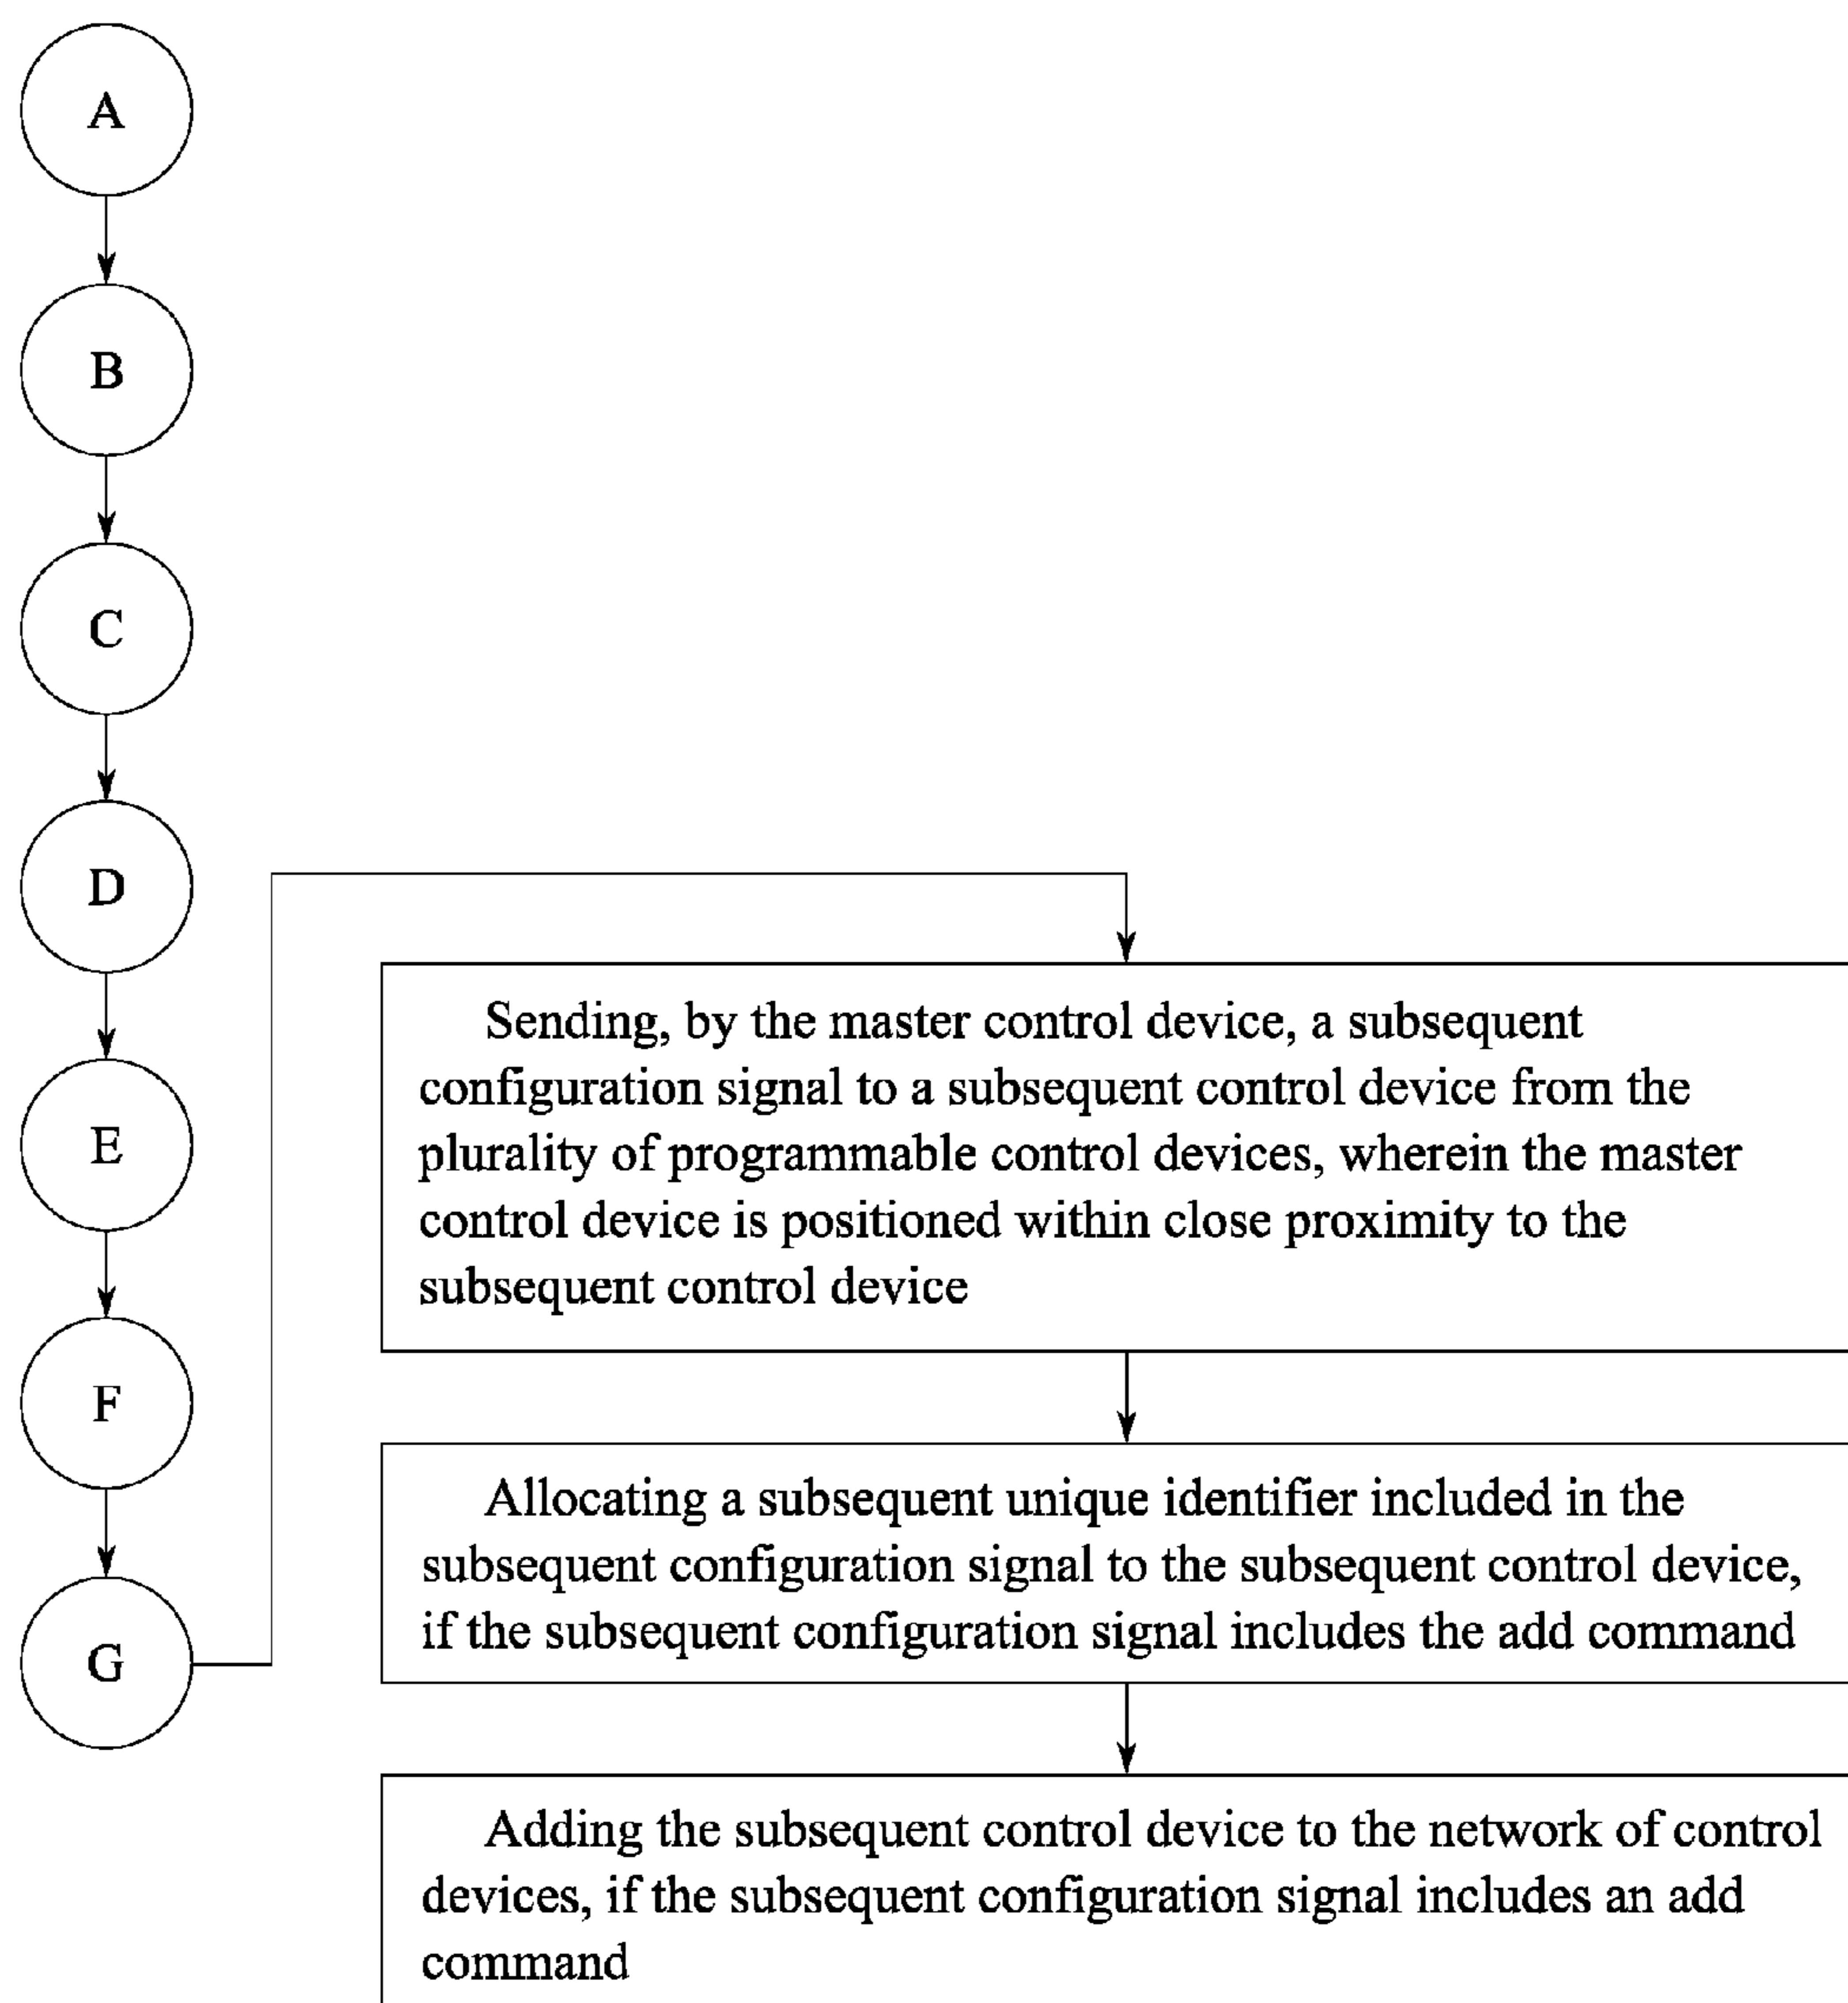 A
B
C
D
E
F
G
Sending, by the master control device, a subsequent
configuration signal to a subsequent control device from the
plurality of programmable control devices, wherein the master
control device is positioned within close proximity to the
subsequent control device
Allocating a subsequent unique identifier included in the
subsequent configuration signal to the subsequent control device,
if the subsequent configuration signal includes the add command
Adding the subsequent control device to the network of control
devices, if the subsequent configuration signal includes an add
command